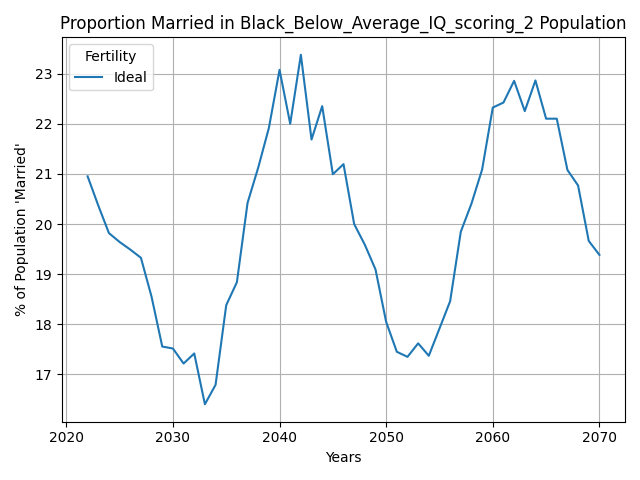 Proportion Married in Black_Below_Average_IQ_scoring_2 Population
Fertility
Ideal
% of Population 'Married'
23
22
21
20
19
18
17
2020 2030 2040 2050 2060 2070
Years